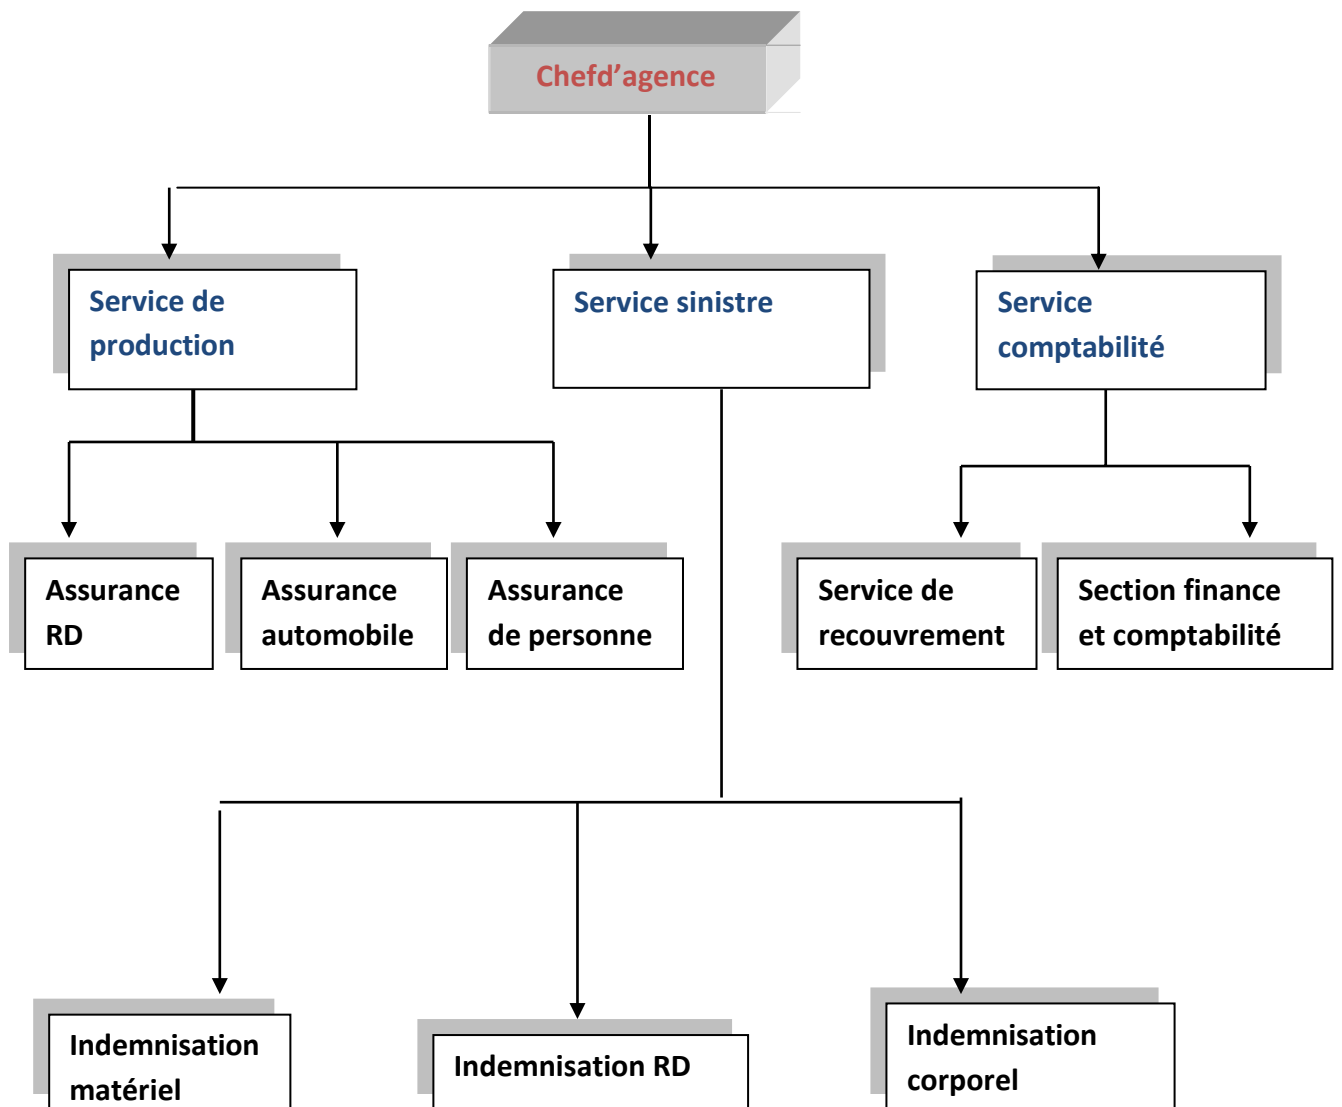 Chefd’agence
Service de
production
Service sinistre
Service
comptabilité
Assurance
RD
Assurance
automobile
Assurance
de personne
Service de
recouvrement
Section finance
et comptabilité
Indemnisation
matériel
Indemnisation RD
Indemnisation
corporel